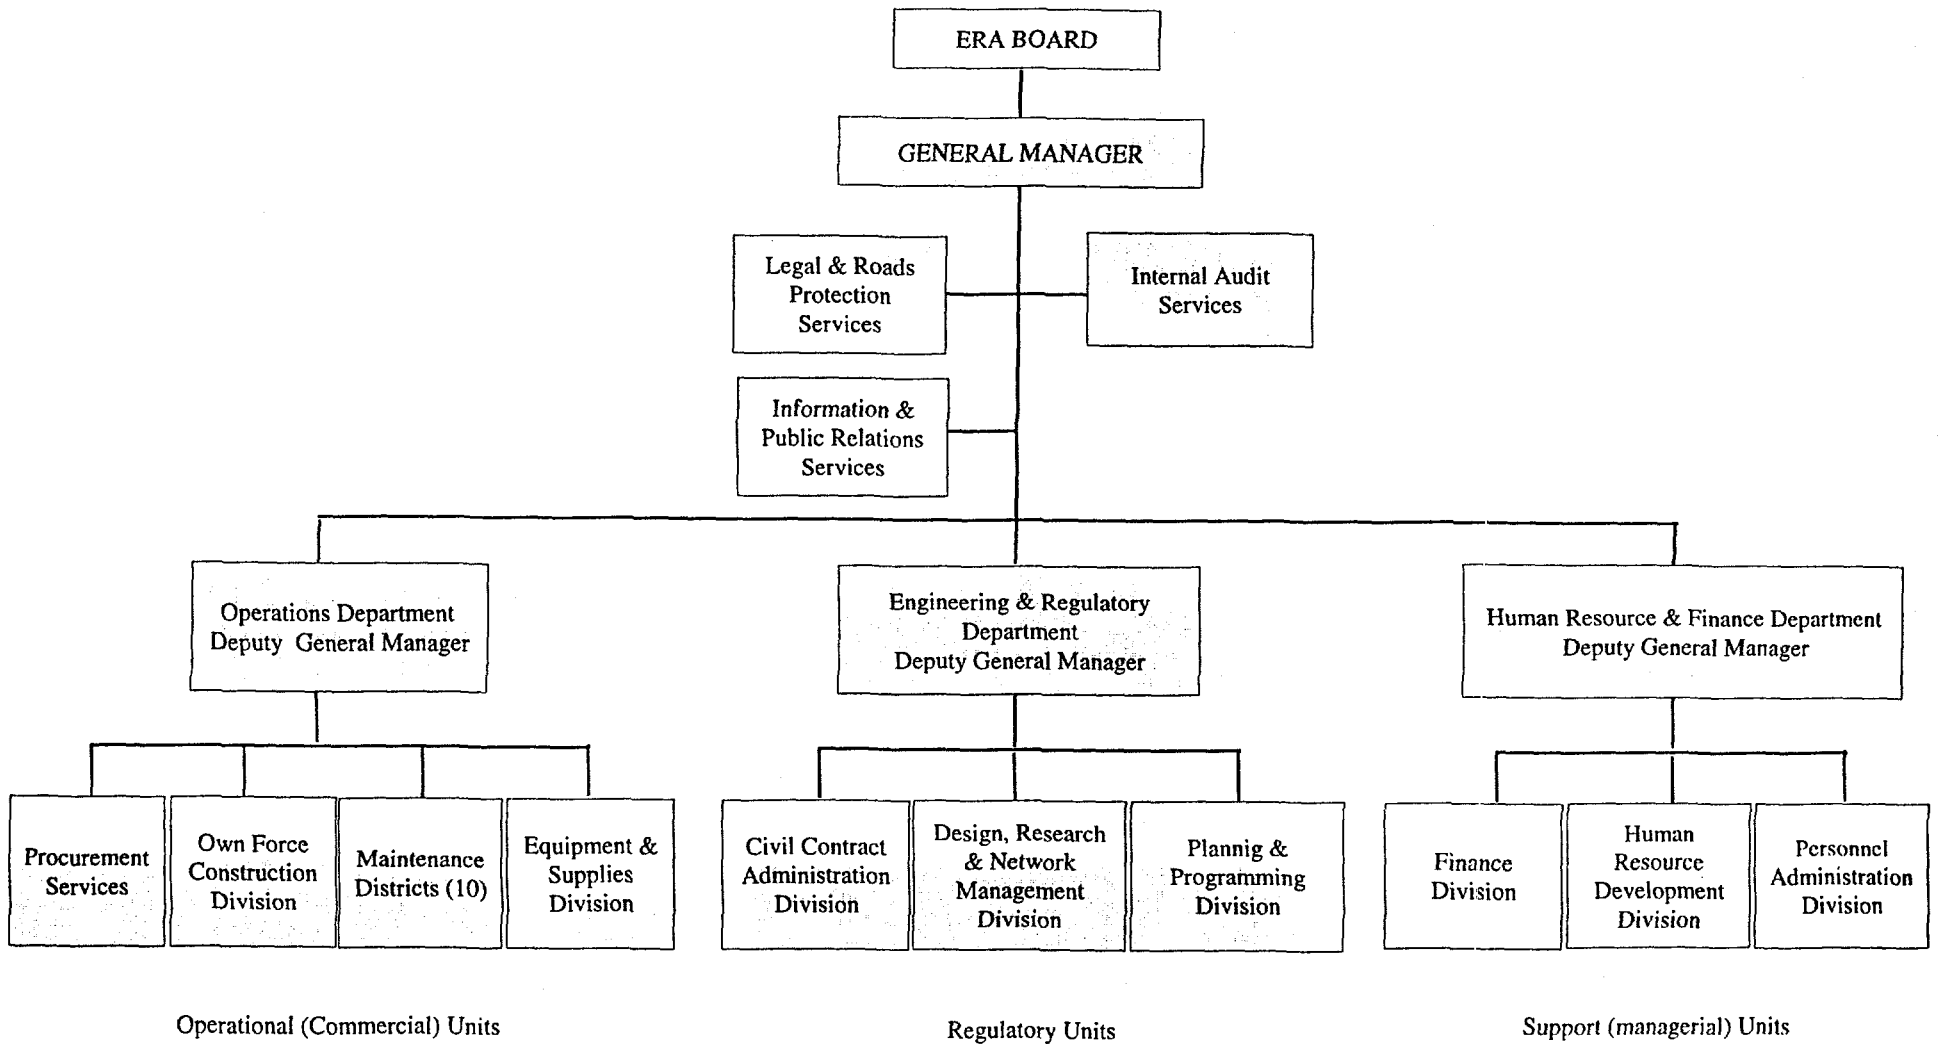 ERA BOARD
GENERAL MANAGER
Legal & Roads
Protection
Services
Internal Audit
Services
Information &
Public Relations
Services
Operations Department
Deputy General Manager
Engineering & Regulatory
Department
Deputy General Manager
Human Resource & Finance Department
Deputy General Manager
Procurement
Services
Own Force
Construction
Division
Maintenance
Districts (10)
Equipment &
Supplies
Division
Civil Contract
Administration
Division
Design, Research
& Network
Management
Division
Plannig &
Programming
Division
Finance
Division
Human
Resource
Development
Division
Personnel
Administration
Division
Operational (Commercial) Units
Regulatory Units
Support (managerial) Units